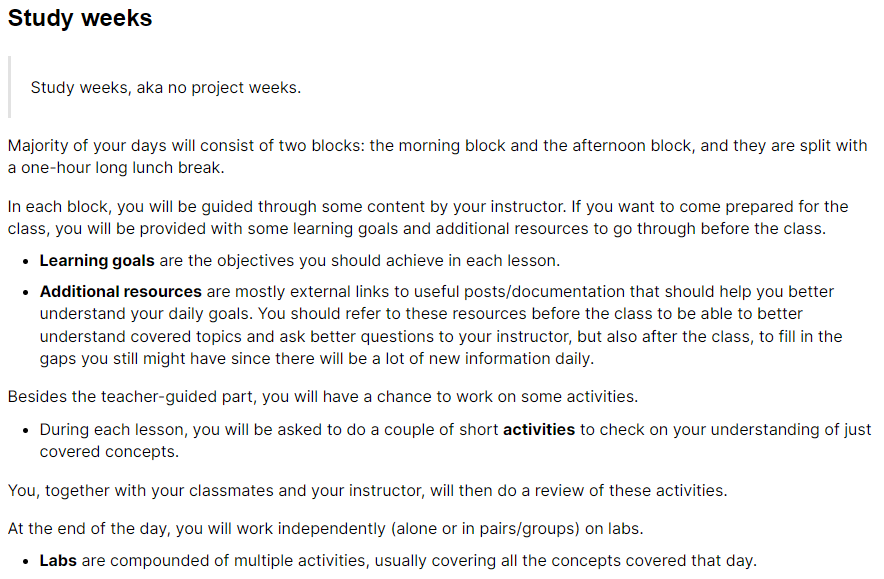 Study weeks
Study weeks, aka no project weeks.
Majority of your days will consist of two blocks: the morning block and the afternoon block, and they are split with
a one-hour long lunch break.
In each block, you will be guided through some content by your instructor. If you want to come prepared for the
class, you will be provided with some learning goals and additional resources to go through before the class.
• Learning goals are the objectives you should achieve in each lesson.
• Additional resources are mostly external links to useful posts/documentation that should help you better
understand your daily goals. You should refer to these resources before the class to be able to better
understand covered topics and ask better questions to your instructor, but also after the class, to fill in the
gaps you still might have since there will be a lot of new information daily.
Besides the teacher-guided part, you will have a chance to work on some activities.
• During each lesson, you will be asked to do a couple of short activities to check on your understanding of just
covered concepts.
You, together with your classmates and your instructor, will then do a review of these activities.
At the end of the day, you will work independently (alone or in pairs/groups) on labs.
• Labs are compounded of multiple activities, usually covering all the concepts covered that day.